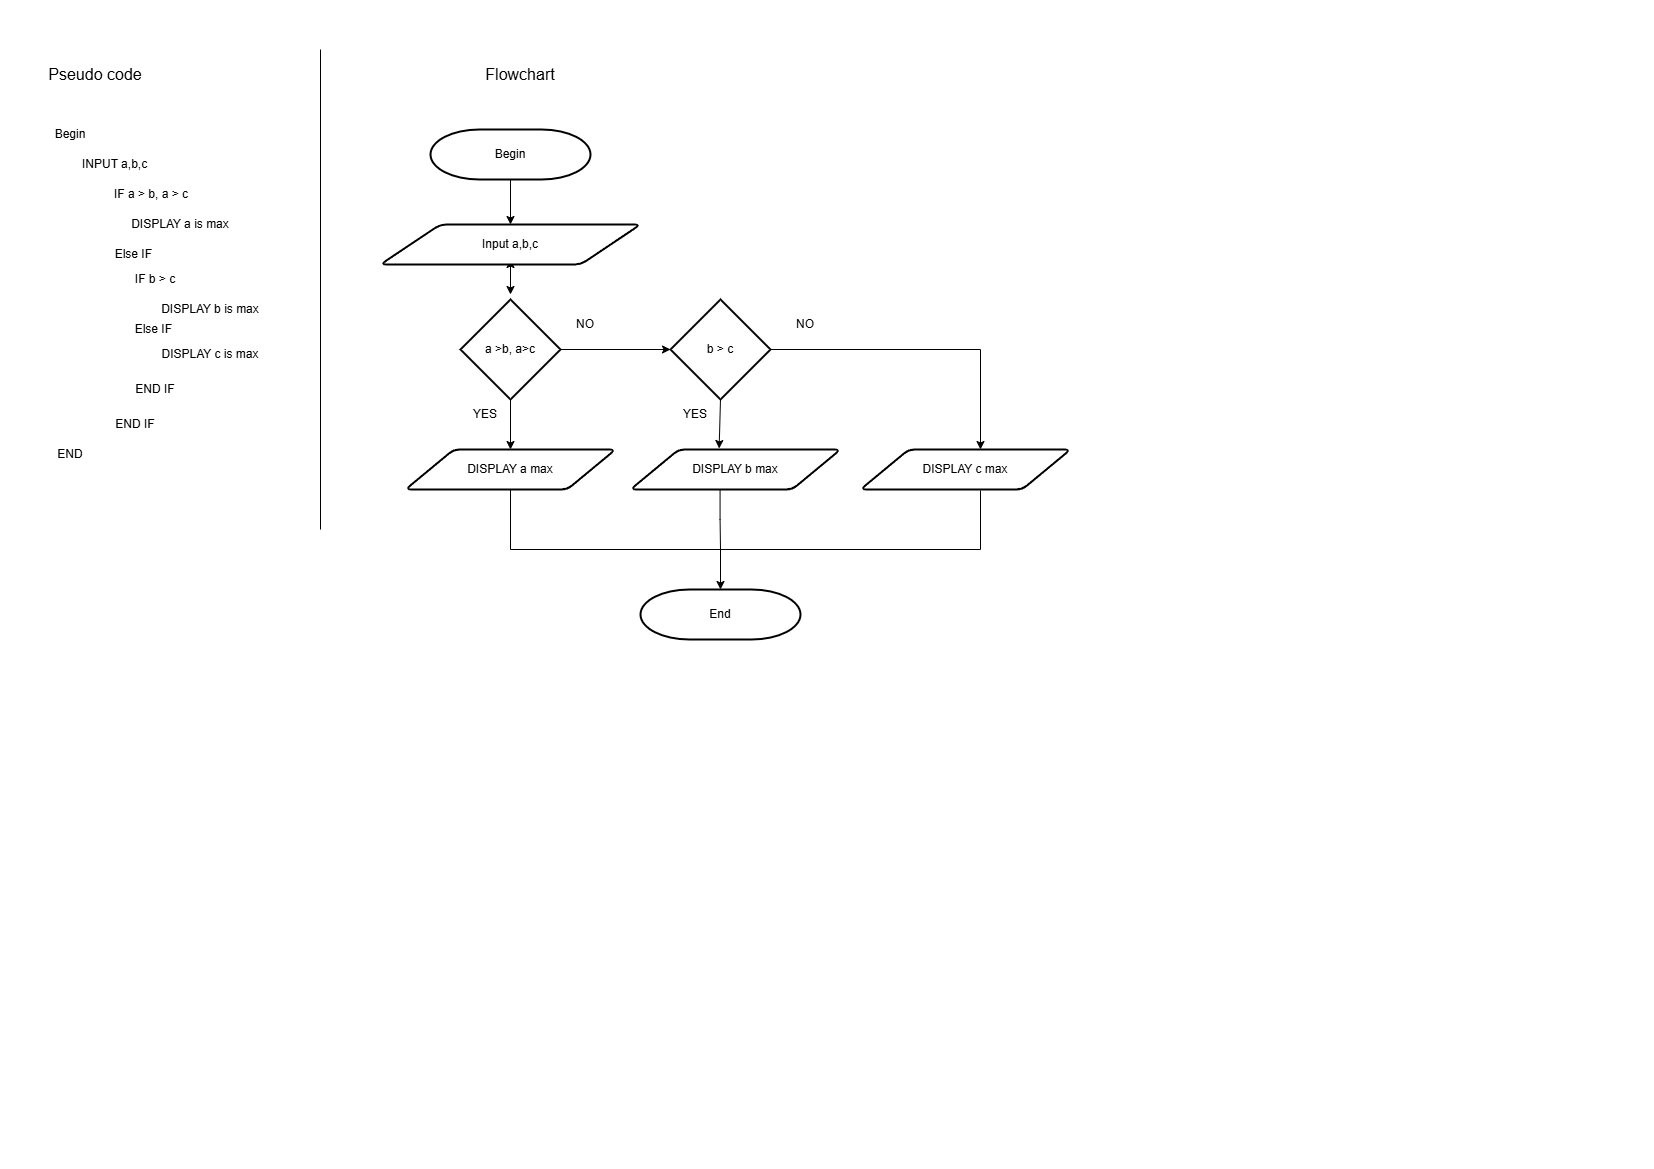 Pseudo code
Begin
INPUT a,b,c
IF a > b, a > c
DISPLAY a is max
Else IF
IF b > c
DISPLAY b is max
Else IF
DISPLAY c is max
END IF
END IF
END
Flowchart
Begin
Input a,b,c
a >b, a>c
NO
b > c
NO
YES
YES
DISPLAY a max
DISPLAY b max
DISPLAY c max
End